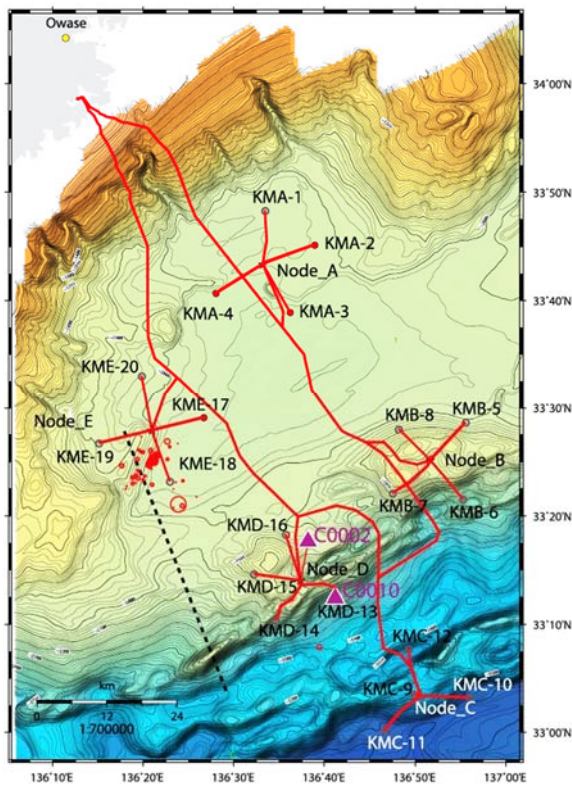 Owase
34°00'N
KMA-1
33°50'N
KMA-2
Node_A
KMA-4
KMA-3
33°40'N
KME-20
Node_E
KME-17
KMB-8
KMB-5
33°30'N
KME-19
KME-18
Node_B
KMB-7
KMB-6
KMD-16
C0002
33°20'N
KMD-15
Node_D
C0010
KMD-13
KMD-14
33°10'N
KMC-12
km
KMC-9
KMC-10
0 12 24
Node_C
1:700000
33°00'N
KMC-11
136°10'E 136°20'E 136°30'E 136°40'E 136°50'E 137°00'E